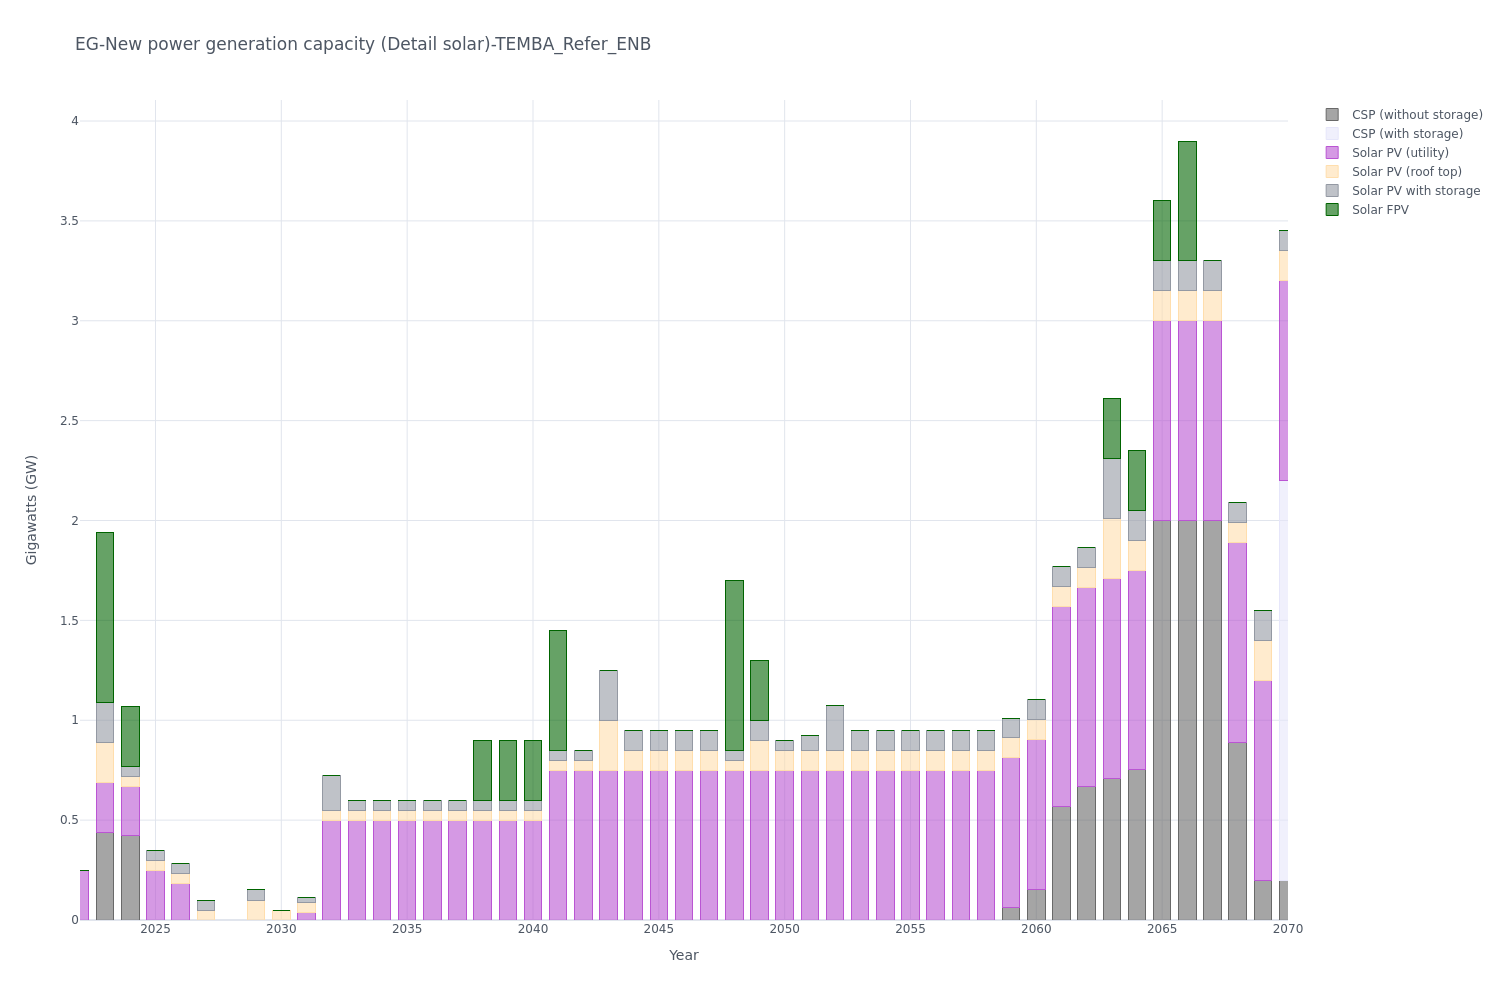 EG-New power generation capacity (Detail solar)-TEMBA_Refer_ENB
CSP (without storage)
CSP (with storage)
Solar PV (utility)
Solar PV (roof top)
Solar PV with storage
Solar FPV
4
3.5
3
2.5
2
1.5
1
0.5
0
Gigawatts (GW)
2025 2030 2035 2040 2045 2050 2055 2060 2065 2070
Year